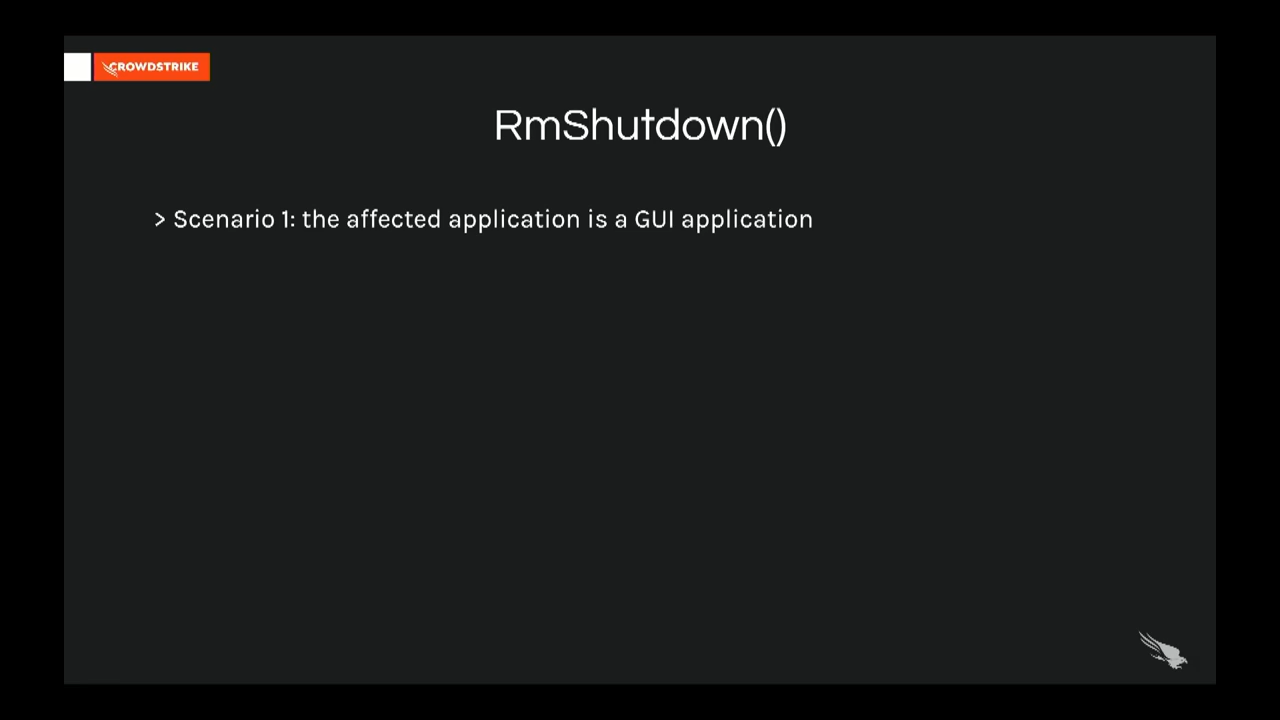 CROWDSTRIKE
RmShutdown()
> Scenario 1: the affected application is a GUI application